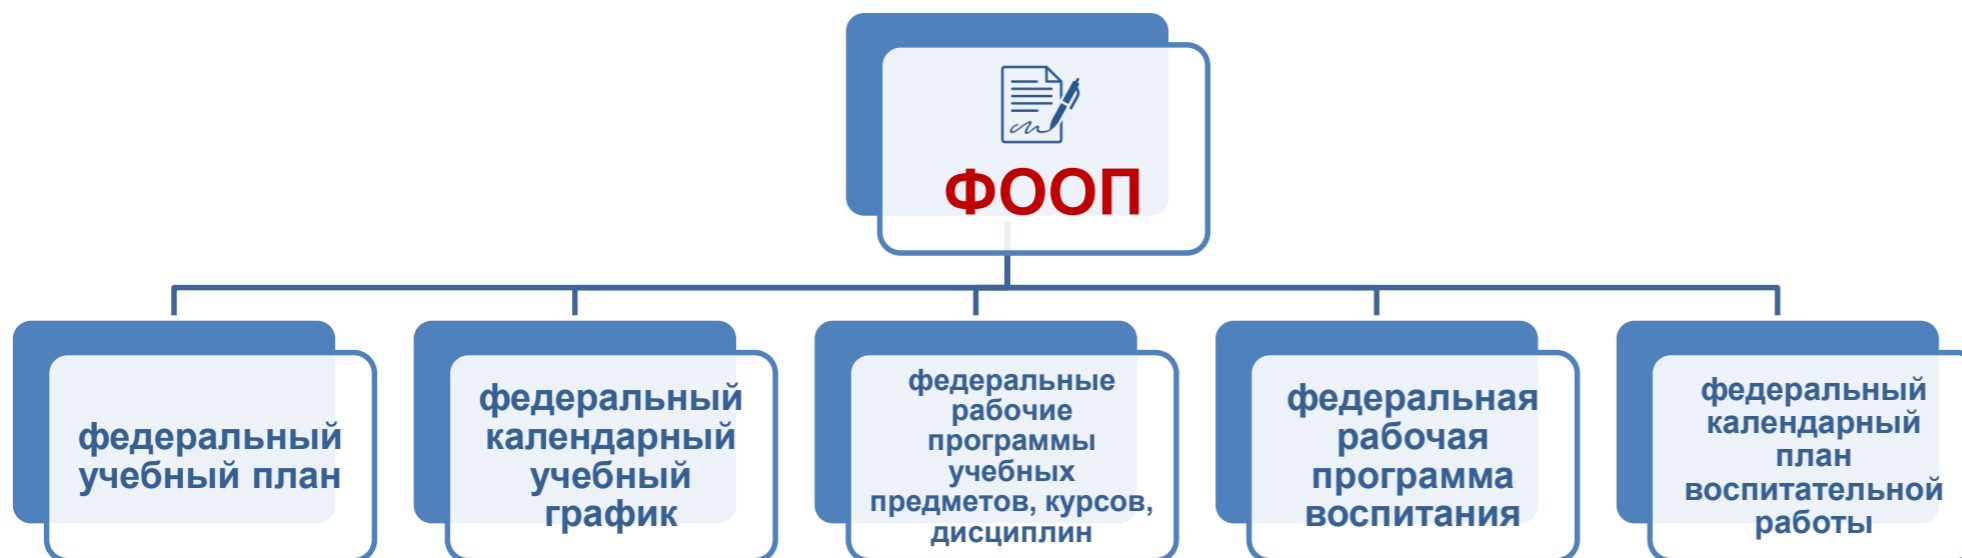 ФООП
федеральный
учебный план
федеральный
календарный
учебный
график
федеральные
рабочие
программы
учебных
предметов, курсов,
дисциплин
федеральная
рабочая
программа
воспитания
федеральный
календарный
план
воспитательной
работы